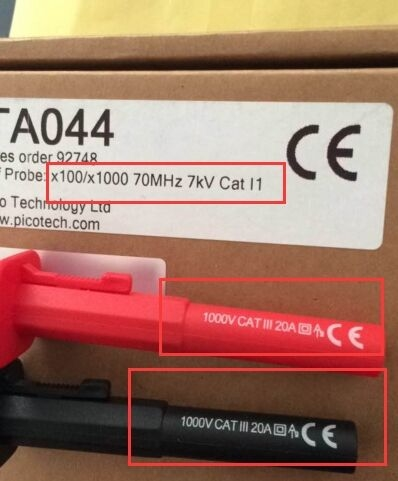 TA044
es order 92748
f Probe: x100/x1000 70MHz 7kV Cat I1
o Technology Ltd
w.picotech.com
CE
1000V CAT III 20A CE
1000V CAT III 20A CE